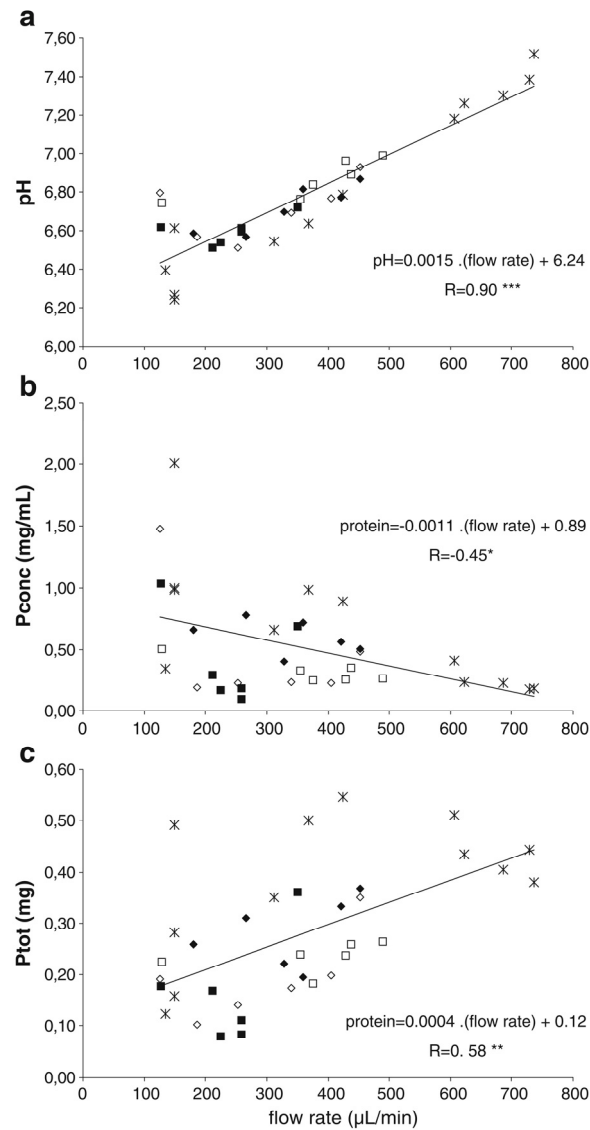 a
7,60
7,40
7,20
7,00
6,80
6,60
6,40
6,20
6,00
pH
pH=0.0015 .(flow rate) + 6.24
R=0.90 ***
0 100 200 300 400 500 600 700 800
b
2,50
2,00
1,50
1,00
0,50
0,00
Pconc (mg/mL)
protein=-0.0011 .(flow rate) + 0.89
R=-0.45*
0 100 200 300 400 500 600 700 800
c
0,60
0,50
0,40
0,30
0,20
0,10
0,00
Ptot (mg)
protein=0.0004 .(flow rate) + 0.12
R=0. 58 **
0 100 200 300 400 500 600 700 800
flow rate (µL/min)